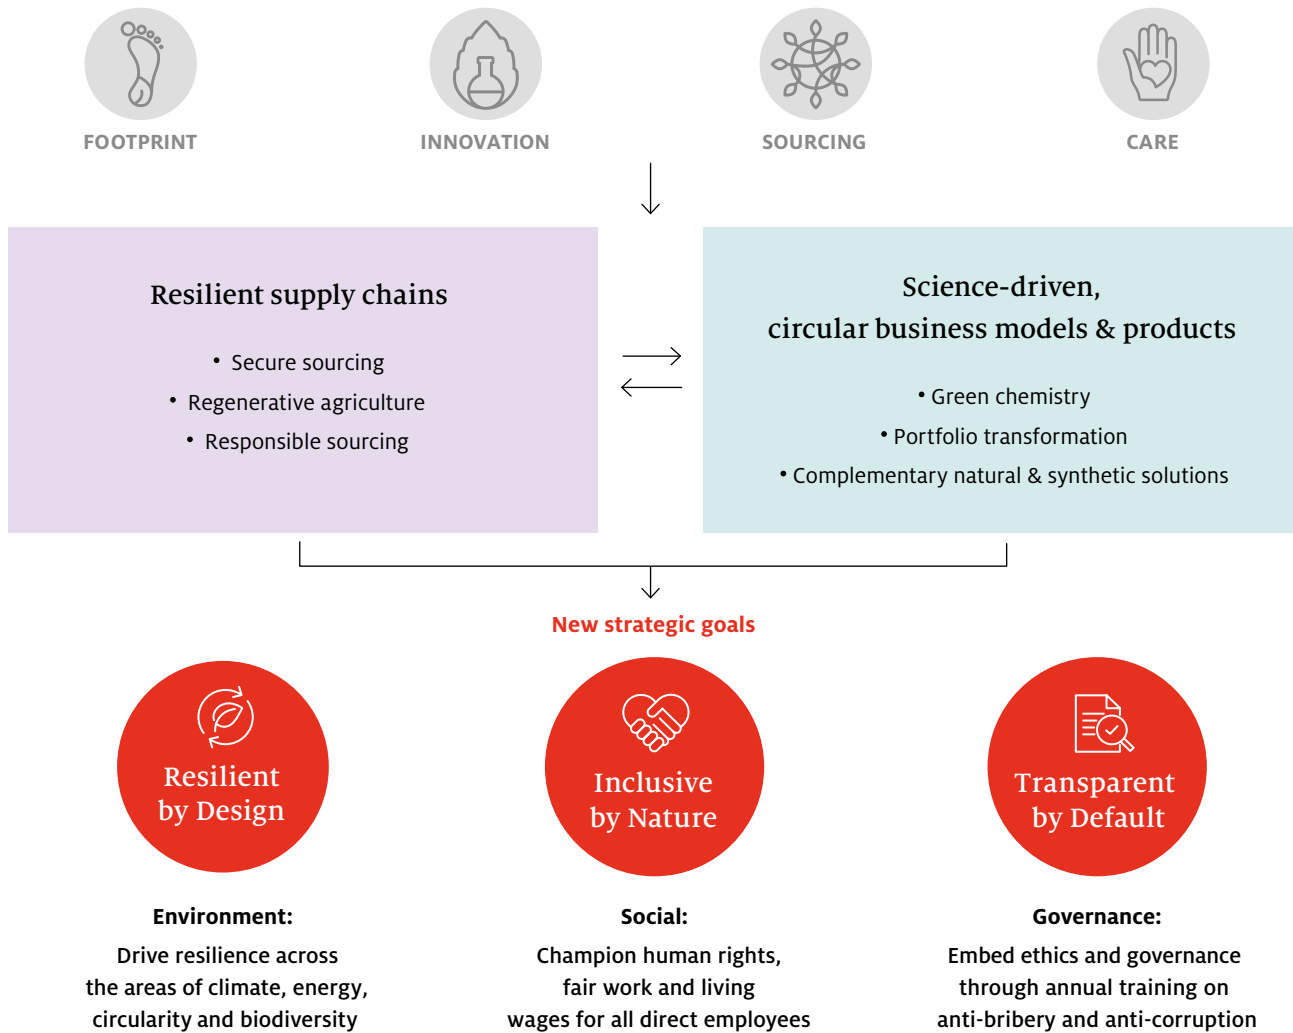 FOOTPRINT
INNOVATION
SOURCING
CARE
Resilient supply chains
• Secure sourcing
• Regenerative agriculture
• Responsible sourcing
Science-driven,
circular business models & products
• Green chemistry
• Portfolio transformation
• Complementary natural & synthetic solutions
New strategic goals
Resilient
by Design
Inclusive
by Nature
Transparent
by Default
Environment:
Drive resilience across
the areas of climate, energy,
circularity and biodiversity
Social:
Champion human rights,
fair work and living
wages for all direct employees
Governance:
Embed ethics and governance
through annual training on
anti-bribery and anti-corruption